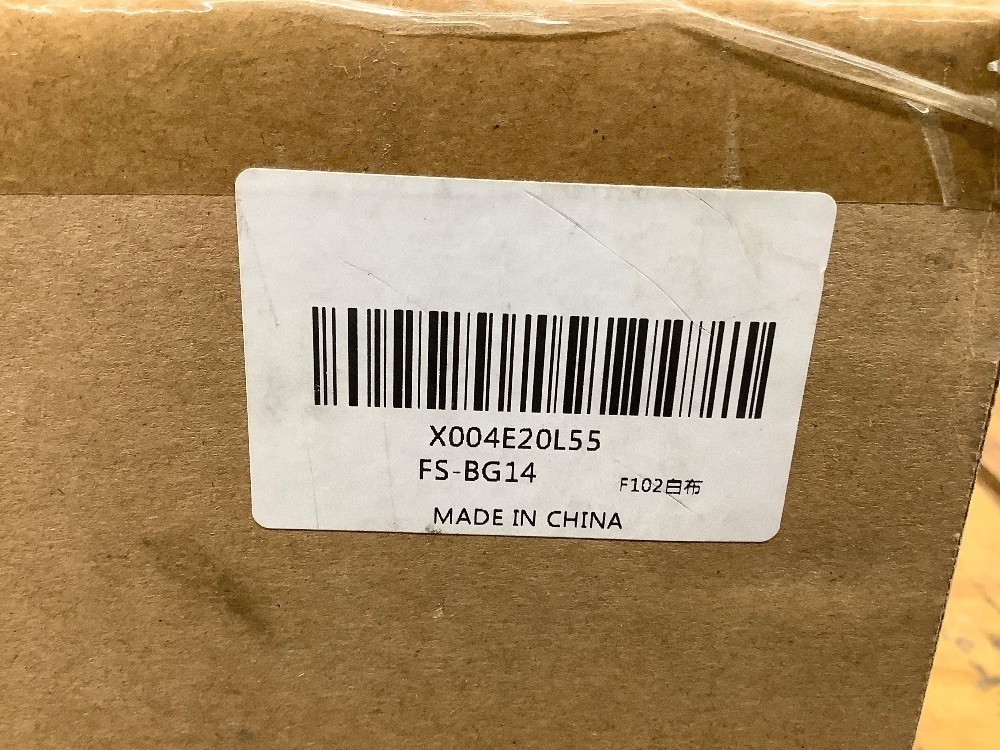 X004E20L55
FS-BG14
F102白布
MADE IN CHINA